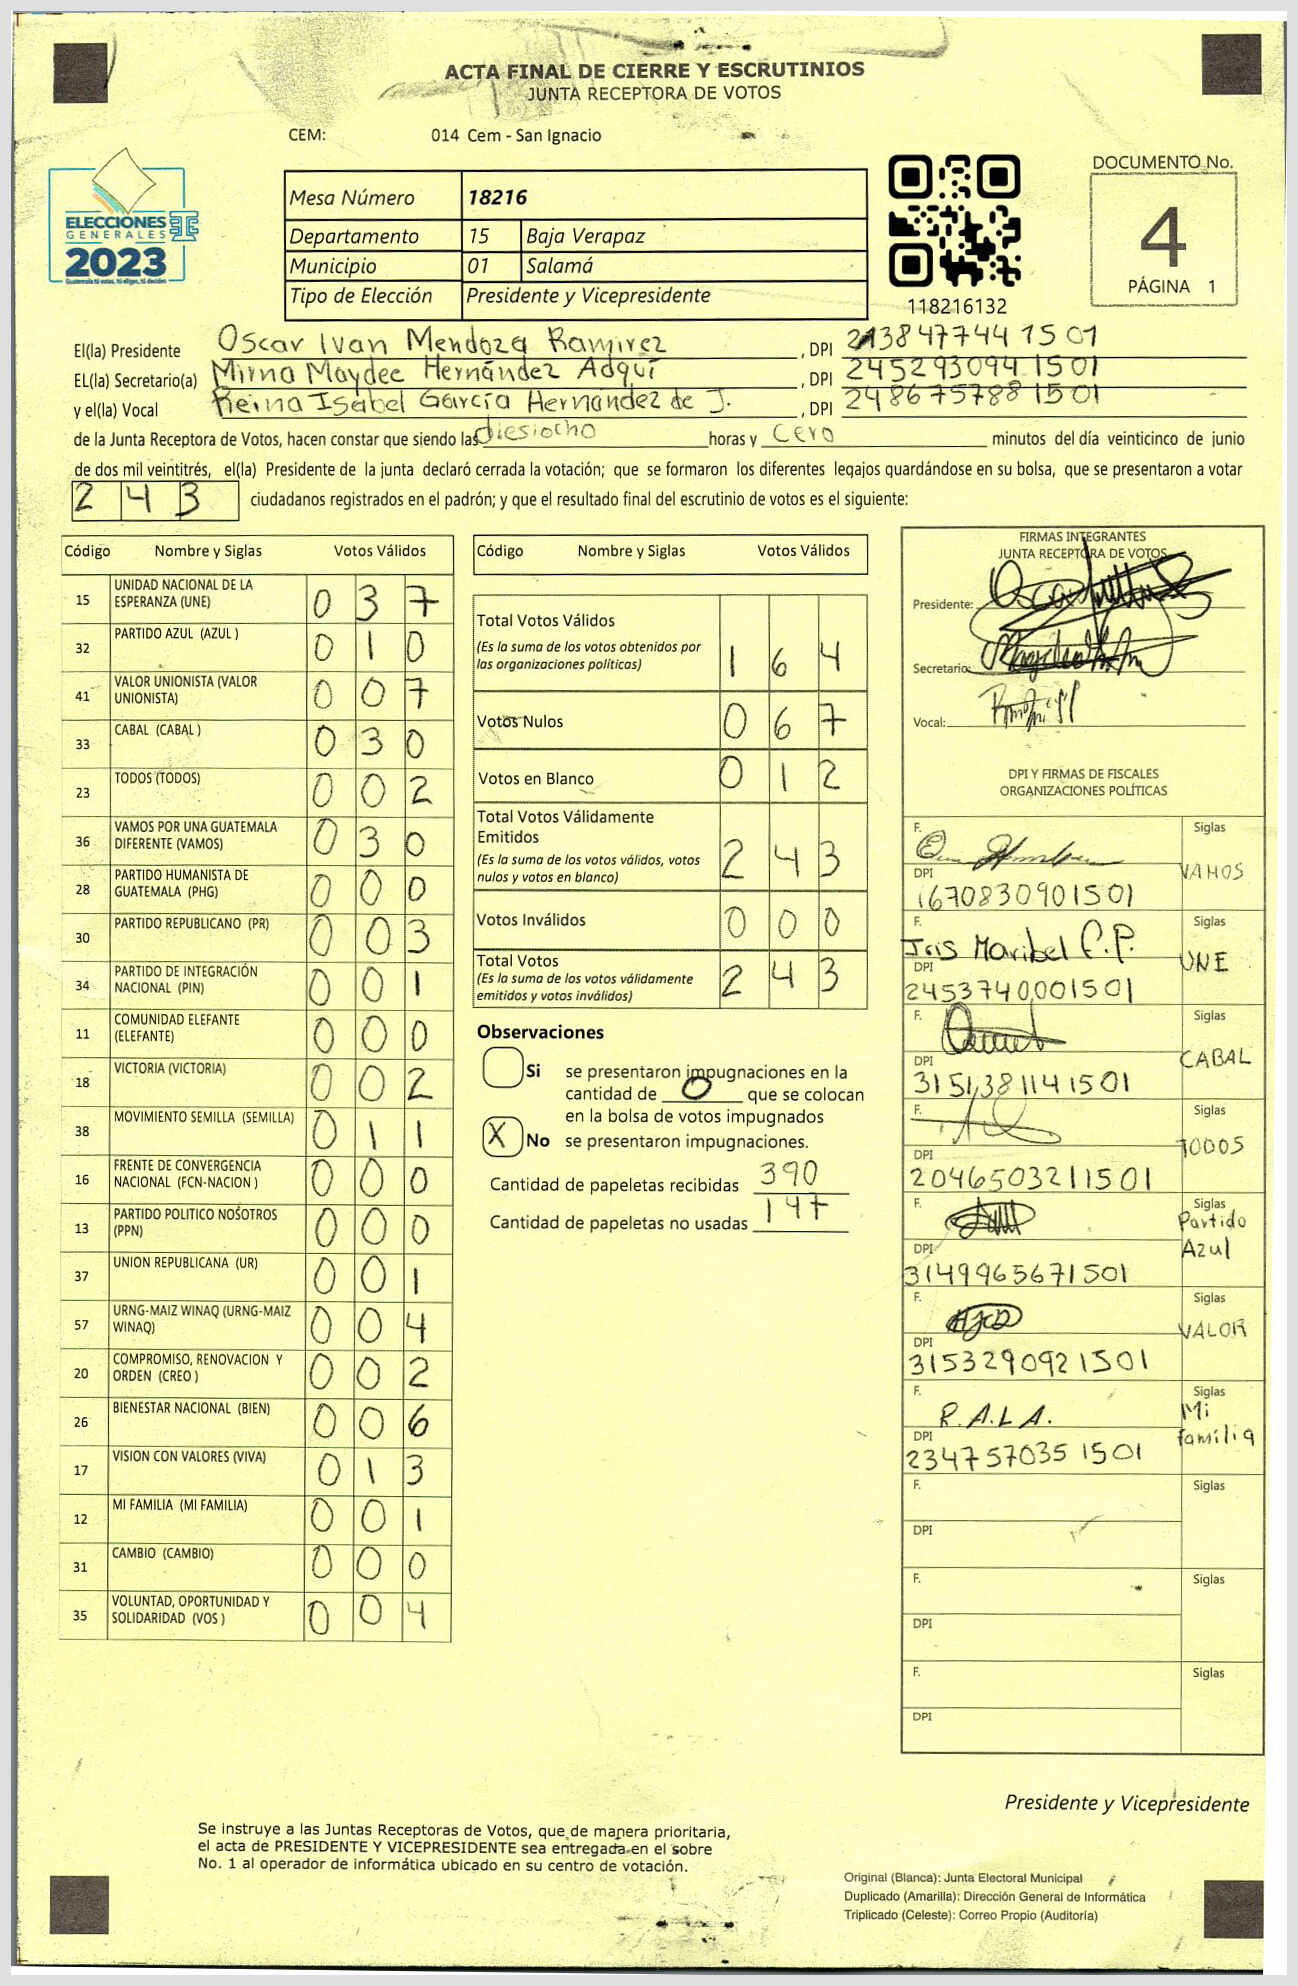 ACTA FINAL DE CIERRE Y ESCRUTINIOS
JUNTA RECEPTORA DE VOTOS
CEM: 014 Cem - San Ignacio
ELECCIONES
GENERALES
2023
Guatemala tú votas, tú eliges, tú decides
Mesa Número 18216
Departamento 15 Baja Verapaz
Municipio 01 Salamá
Tipo de Elección Presidente y Vicepresidente
118216132
DOCUMENTO No.
4
PÁGINA 1
El(la) Presidente Oscar Ivan Mendoza Ramirez , DPI 213847744 1501
EL(la) Secretario(a) Mirna Maydee Hernández Adquí , DPI 245293094 1501
y el(la) Vocal Reina Isabel García Hernandez de J. , DPI 248675788 1501
de la Junta Receptora de Votos, hacen constar que siendo las diesiocho horas y cero minutos del día veinticinco de junio
de dos mil veintitrés, el(la) Presidente de la junta declaró cerrada la votación; que se formaron los diferentes legajos quardándose en su bolsa, que se presentaron a votar
243 ciudadanos registrados en el padrón; y que el resultado final del escrutinio de votos es el siguiente:
Código Nombre y Siglas Votos Válidos
15 UNIDAD NACIONAL DE LA ESPERANZA (UNE) 0 3 7
32 PARTIDO AZUL (AZUL ) 0 1 0
41 VALOR UNIONISTA (VALOR UNIONISTA) 0 0 7
33 CABAL (CABAL ) 0 3 0
23 TODOS (TODOS) 0 0 2
36 VAMOS POR UNA GUATEMALA DIFERENTE (VAMOS) 0 3 0
28 PARTIDO HUMANISTA DE GUATEMALA (PHG) 0 0 0
30 PARTIDO REPUBLICANO (PR) 0 0 3
34 PARTIDO DE INTEGRACIÓN NACIONAL (PIN) 0 0 1
11 COMUNIDAD ELEFANTE (ELEFANTE) 0 0 0
18 VICTORIA (VICTORIA) 0 0 2
38 MOVIMIENTO SEMILLA (SEMILLA) 0 1 1
16 FRENTE DE CONVERGENCIA NACIONAL (FCN-NACION ) 0 0 0
13 PARTIDO POLITICO NOSOTROS (PPN) 0 0 0
37 UNION REPUBLICANA (UR) 0 0 1
57 URNG-MAIZ WINAQ (URNG-MAIZ WINAQ) 0 0 4
20 COMPROMISO, RENOVACION Y ORDEN (CREO ) 0 0 2
26 BIENESTAR NACIONAL (BIEN) 0 0 6
17 VISION CON VALORES (VIVA) 0 1 3
12 MI FAMILIA (MI FAMILIA) 0 0 1
31 CAMBIO (CAMBIO) 0 0 0
35 VOLUNTAD, OPORTUNIDAD Y SOLIDARIDAD (VOS ) 0 0 4
Código Nombre y Siglas Votos Válidos
Total Votos Válidos
(Es la suma de los votos obtenidos por
las organizaciones políticas) 1 6 4
Votos Nulos 0 6 7
Votos en Blanco 0 1 2
Total Votos Válidamente
Emitidos
(Es la suma de los votos válidos, votos
nulos y votos en blanco) 2 4 3
Votos Inválidos 0 0 0
Total Votos
(Es la suma de los votos válidamente
emitidos y votos inválidos) 2 4 3
Observaciones
Si se presentaron impugnaciones en la
cantidad de 0 que se colocan
en la bolsa de votos impugnados
X No se presentaron impugnaciones.
Cantidad de papeletas recibidas 390
Cantidad de papeletas no usadas 147
FIRMAS INTEGRANTES
JUNTA RECEPTORA DE VOTOS
Presidente:
Secretario:
Vocal:
DPI Y FIRMAS DE FISCALES
ORGANIZACIONES POLÍTICAS
F. Siglas VAMOS
DPI 1670830901501
F. Iris Maribel P.P. Siglas UNE
DPI 2453740001501
F. Siglas CABAL
DPI 3151381141501
F. Siglas TODOS
DPI 2046503211501
F. Siglas Partido Azul
DPI 3149965671501
F. Siglas VALOR
DPI 3153290921501
F. R.A.L.A. Siglas Mi familia
DPI 234757035 1501
F. Siglas
DPI
F. Siglas
DPI
F. Siglas
DPI
Presidente y Vicepresidente
Se instruye a las Juntas Receptoras de Votos, que de manera prioritaria,
el acta de PRESIDENTE Y VICEPRESIDENTE sea entregada en el sobre
No. 1 al operador de informática ubicado en su centro de votación.
Original (Blanca): Junta Electoral Municipal
Duplicado (Amarilla): Dirección General de Informática
Triplicado (Celeste): Correo Propio (Auditoría)